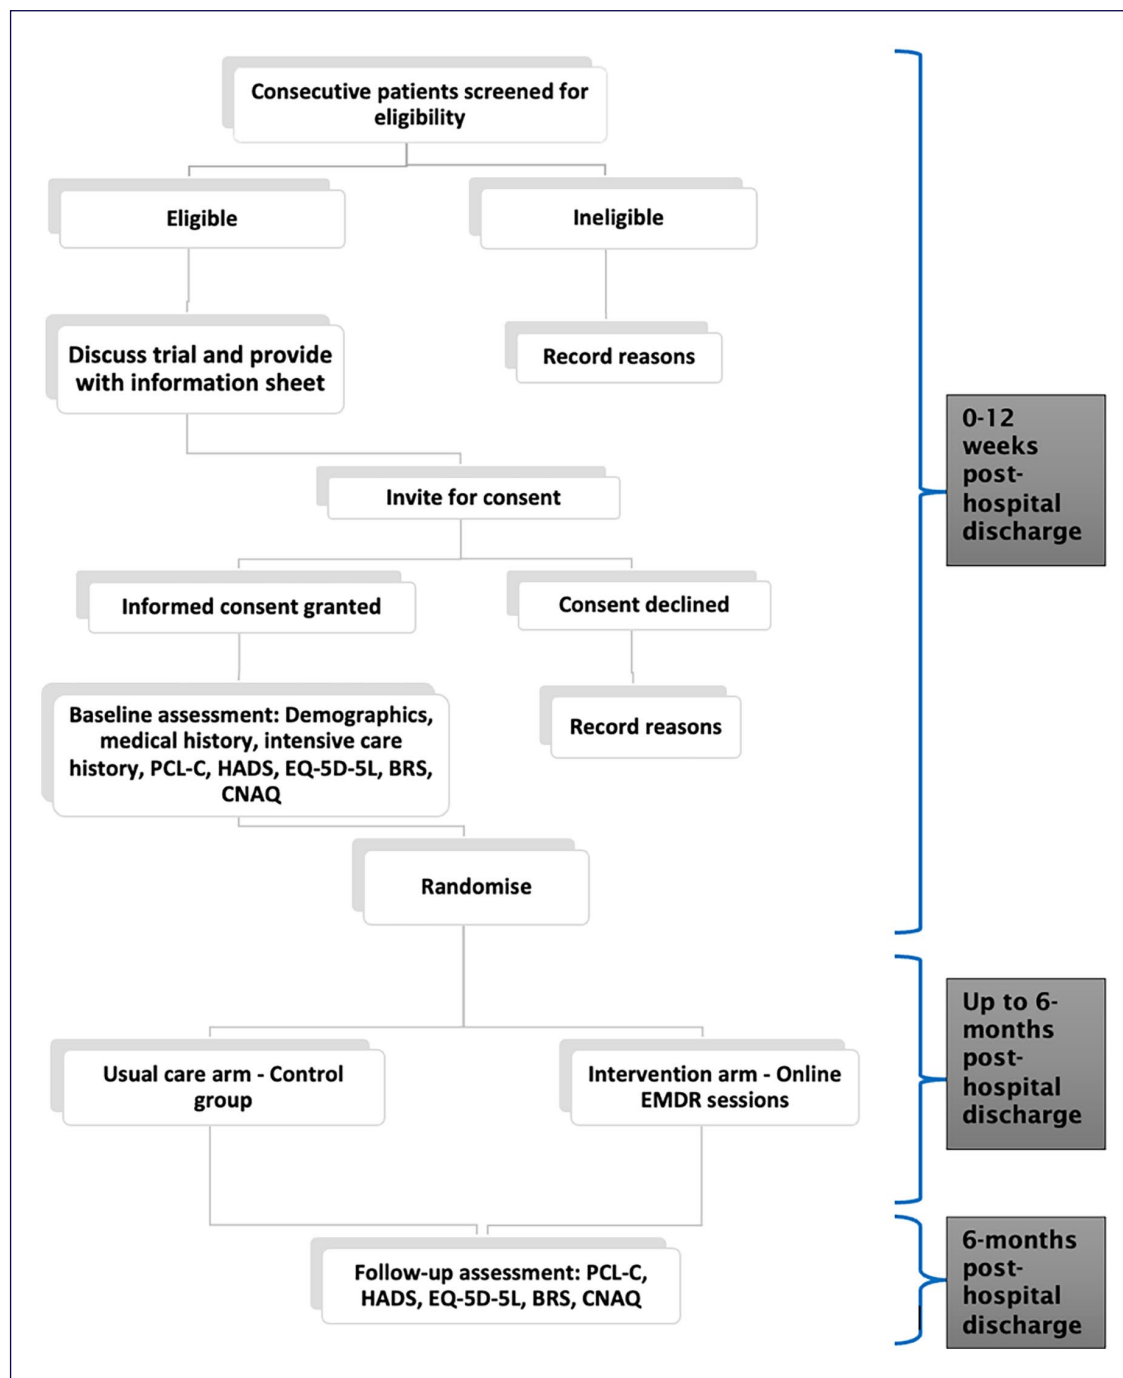 Consecutive patients screened for
eligibility
Eligible
Ineligible
Discuss trial and provide
with information sheet
Record reasons
0-12
weeks
post-
hospital
discharge
Invite for consent
Informed consent granted
Consent declined
Baseline assessment: Demographics,
medical history, intensive care
history, PCL-C, HADS, EQ-5D-5L, BRS,
CNAQ
Record reasons
Randomise
Up to 6-
months
post-
hospital
discharge
Usual care arm - Control
group
Intervention arm - Online
EMDR sessions
Follow-up assessment: PCL-C,
HADS, EQ-5D-5L, BRS, CNAQ
6-months
post-
hospital
discharge